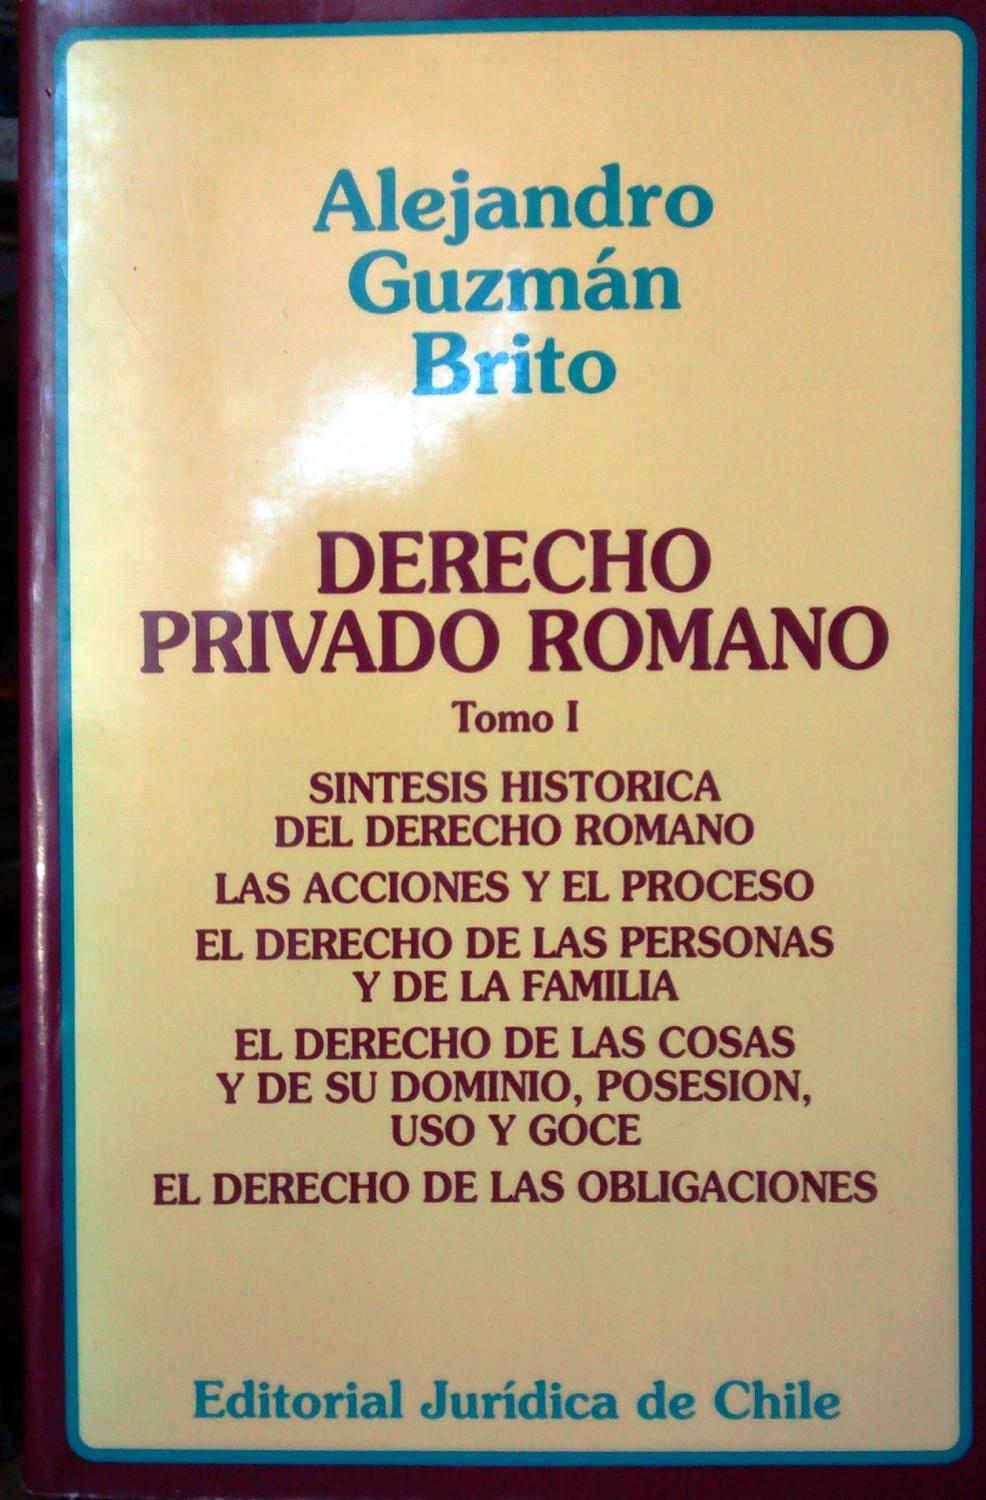 Alejandro
Guzmán
Brito
DERECHO
PRIVADO ROMANO
Tomo I
SINTESIS HISTORICA
DEL DERECHO ROMANO
LAS ACCIONES Y EL PROCESO
EL DERECHO DE LAS PERSONAS
Y DE LA FAMILIA
EL DERECHO DE LAS COSAS
Y DE SU DOMINIO, POSESION,
USO Y GOCE
EL DERECHO DE LAS OBLIGACIONES
Editorial Jurídica de Chile